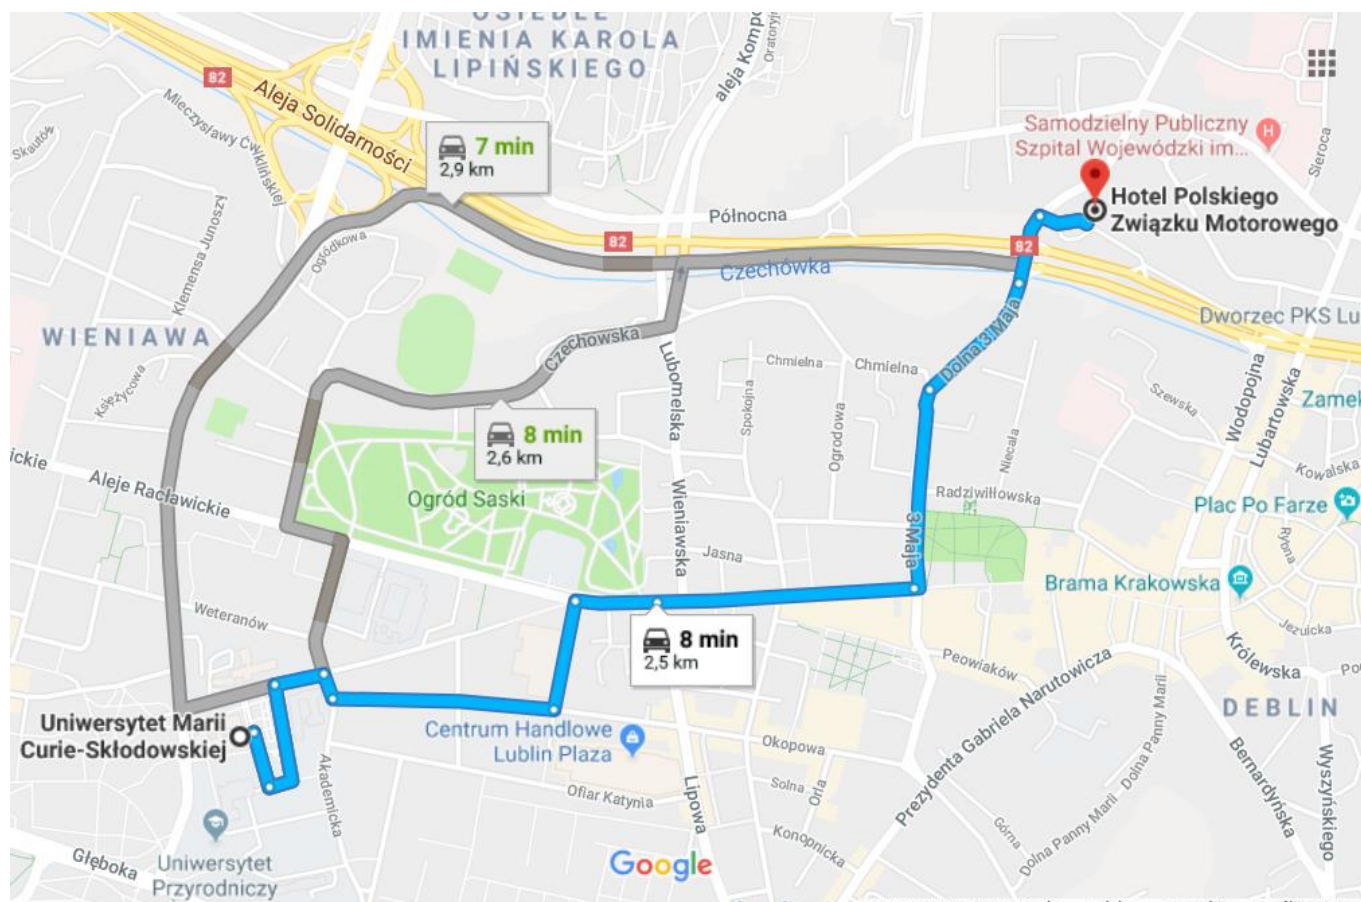 OSIEDLE
IMIENIA KAROLA
LIPIŃSKIEGO
82
Aleja Solidarności
Mieczysławy Ćwiklińskiej
Skautów
Klemensa Junoszy
Ogródkowa
7 min
2,9 km
Oratoryjna
Północna
82
Czechówka
82
Samodzielny Publiczny
Szpital Wojewódzki im...
H
Sieroca
Hotel Polskiego
Związku Motorowego
Dworzec PKS Lu
WIENIAWA
Księżycowa
Czechowska
Lubomelska
Chmielna
Chmielna
Dolna 3 Maja
Spokojna
Ogrodowa
Szewska
Niecała
Wodopojna
Lubartowska
Zamek
Kowalska
8 min
2,6 km
ickie
Aleje Racławickie
Ogród Saski
Wieniawska
Radziwiłłowska
3 Maja
Plac Po Farze
Rybna
Jasna
Brama Krakowska
Jezuicka
Królewska
Weteranów
8 min
2,5 km
Peowiaków
Prezydenta Gabriela Narutowicza
DEBLIN
Uniwersytet Marii
Curie-Skłodowskiej
Centrum Handlowe
Lublin Plaza
Okopowa
Solna
Orla
Ofiar Katynia
Lipowa
Konopnicka
Górna
Dolna Panny Marii
Dolna Panny Marii
Bernardyńska
Wyszyńskiego
Akademicka
Głęboka
Uniwersytet
Przyrodniczy
Google